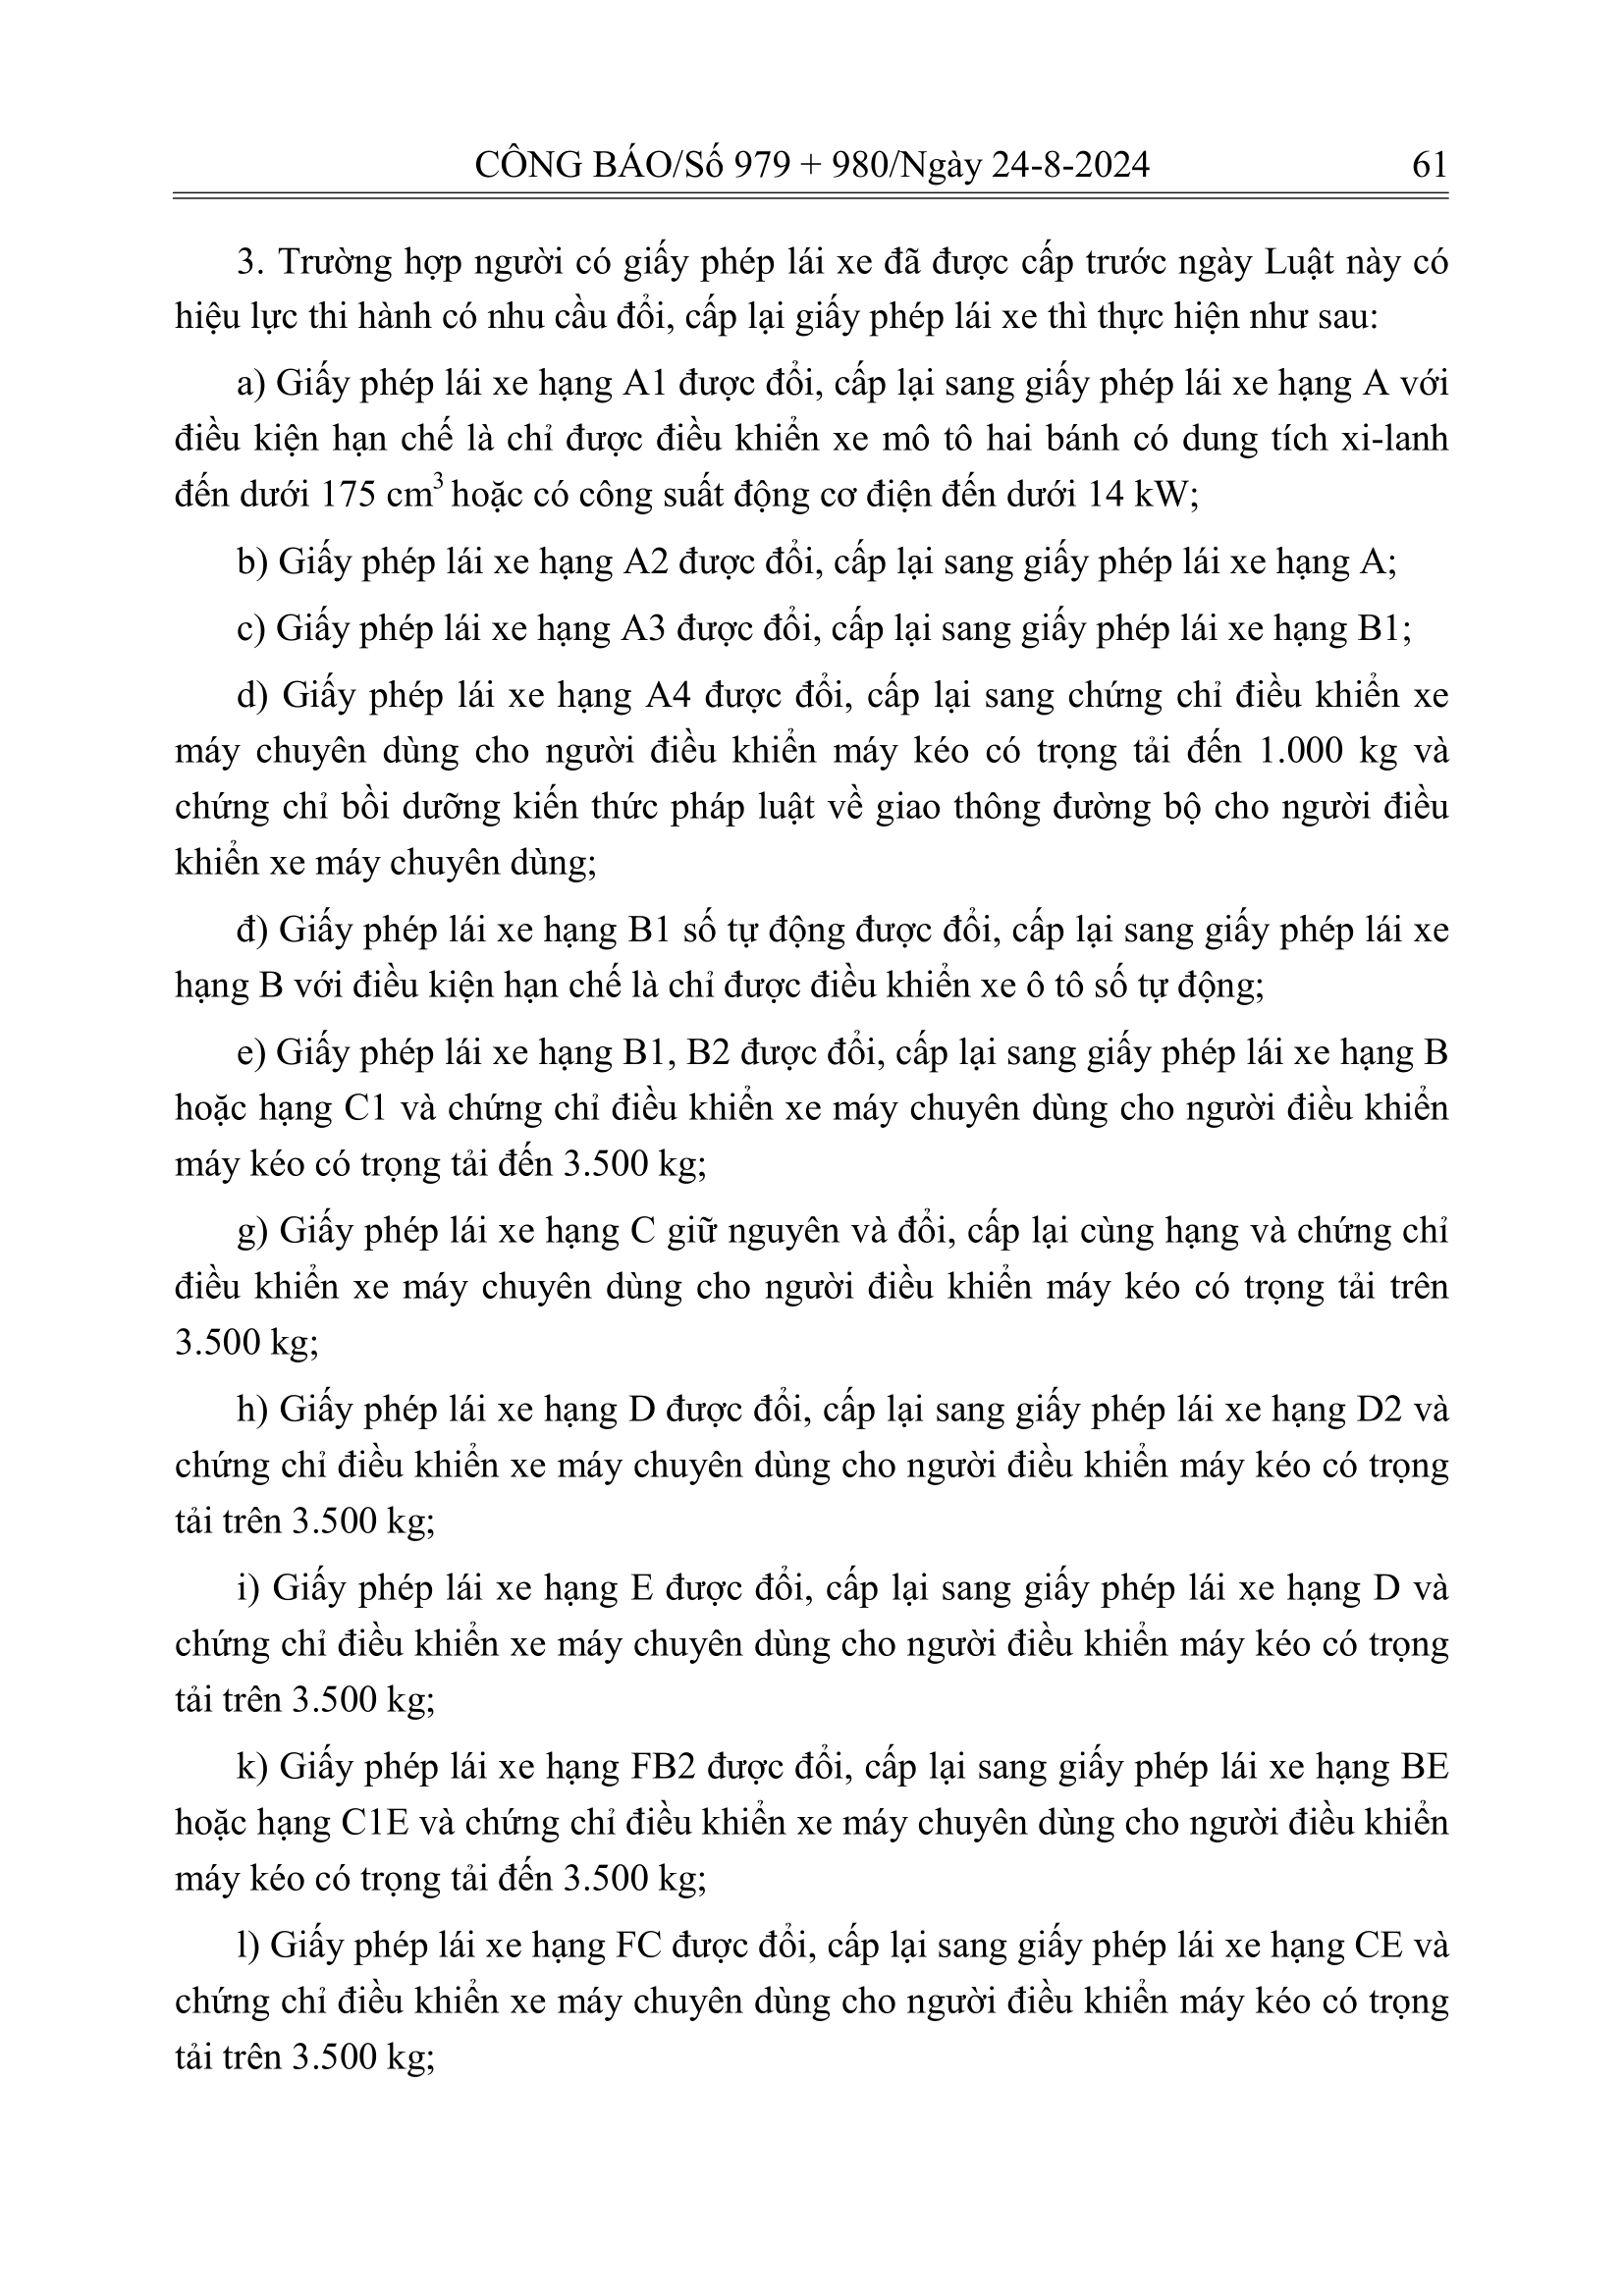 CÔNG BÁO/Số 979 + 980/Ngày 24-8-2024 61
3. Trường hợp người có giấy phép lái xe đã được cấp trước ngày Luật này có
hiệu lực thi hành có nhu cầu đổi, cấp lại giấy phép lái xe thì thực hiện như sau:
a) Giấy phép lái xe hạng A1 được đổi, cấp lại sang giấy phép lái xe hạng A với
điều kiện hạn chế là chỉ được điều khiển xe mô tô hai bánh có dung tích xi-lanh
đến dưới 175 cm³ hoặc có công suất động cơ điện đến dưới 14 kW;
b) Giấy phép lái xe hạng A2 được đổi, cấp lại sang giấy phép lái xe hạng A;
c) Giấy phép lái xe hạng A3 được đổi, cấp lại sang giấy phép lái xe hạng B1;
d) Giấy phép lái xe hạng A4 được đổi, cấp lại sang chứng chỉ điều khiển xe
máy chuyên dùng cho người điều khiển máy kéo có trọng tải đến 1.000 kg và
chứng chỉ bồi dưỡng kiến thức pháp luật về giao thông đường bộ cho người điều
khiển xe máy chuyên dùng;
đ) Giấy phép lái xe hạng B1 số tự động được đổi, cấp lại sang giấy phép lái xe
hạng B với điều kiện hạn chế là chỉ được điều khiển xe ô tô số tự động;
e) Giấy phép lái xe hạng B1, B2 được đổi, cấp lại sang giấy phép lái xe hạng B
hoặc hạng C1 và chứng chỉ điều khiển xe máy chuyên dùng cho người điều khiển
máy kéo có trọng tải đến 3.500 kg;
g) Giấy phép lái xe hạng C giữ nguyên và đổi, cấp lại cùng hạng và chứng chỉ
điều khiển xe máy chuyên dùng cho người điều khiển máy kéo có trọng tải trên
3.500 kg;
h) Giấy phép lái xe hạng D được đổi, cấp lại sang giấy phép lái xe hạng D2 và
chứng chỉ điều khiển xe máy chuyên dùng cho người điều khiển máy kéo có trọng
tải trên 3.500 kg;
i) Giấy phép lái xe hạng E được đổi, cấp lại sang giấy phép lái xe hạng D và
chứng chỉ điều khiển xe máy chuyên dùng cho người điều khiển máy kéo có trọng
tải trên 3.500 kg;
k) Giấy phép lái xe hạng FB2 được đổi, cấp lại sang giấy phép lái xe hạng BE
hoặc hạng C1E và chứng chỉ điều khiển xe máy chuyên dùng cho người điều khiển
máy kéo có trọng tải đến 3.500 kg;
l) Giấy phép lái xe hạng FC được đổi, cấp lại sang giấy phép lái xe hạng CE và
chứng chỉ điều khiển xe máy chuyên dùng cho người điều khiển máy kéo có trọng
tải trên 3.500 kg;